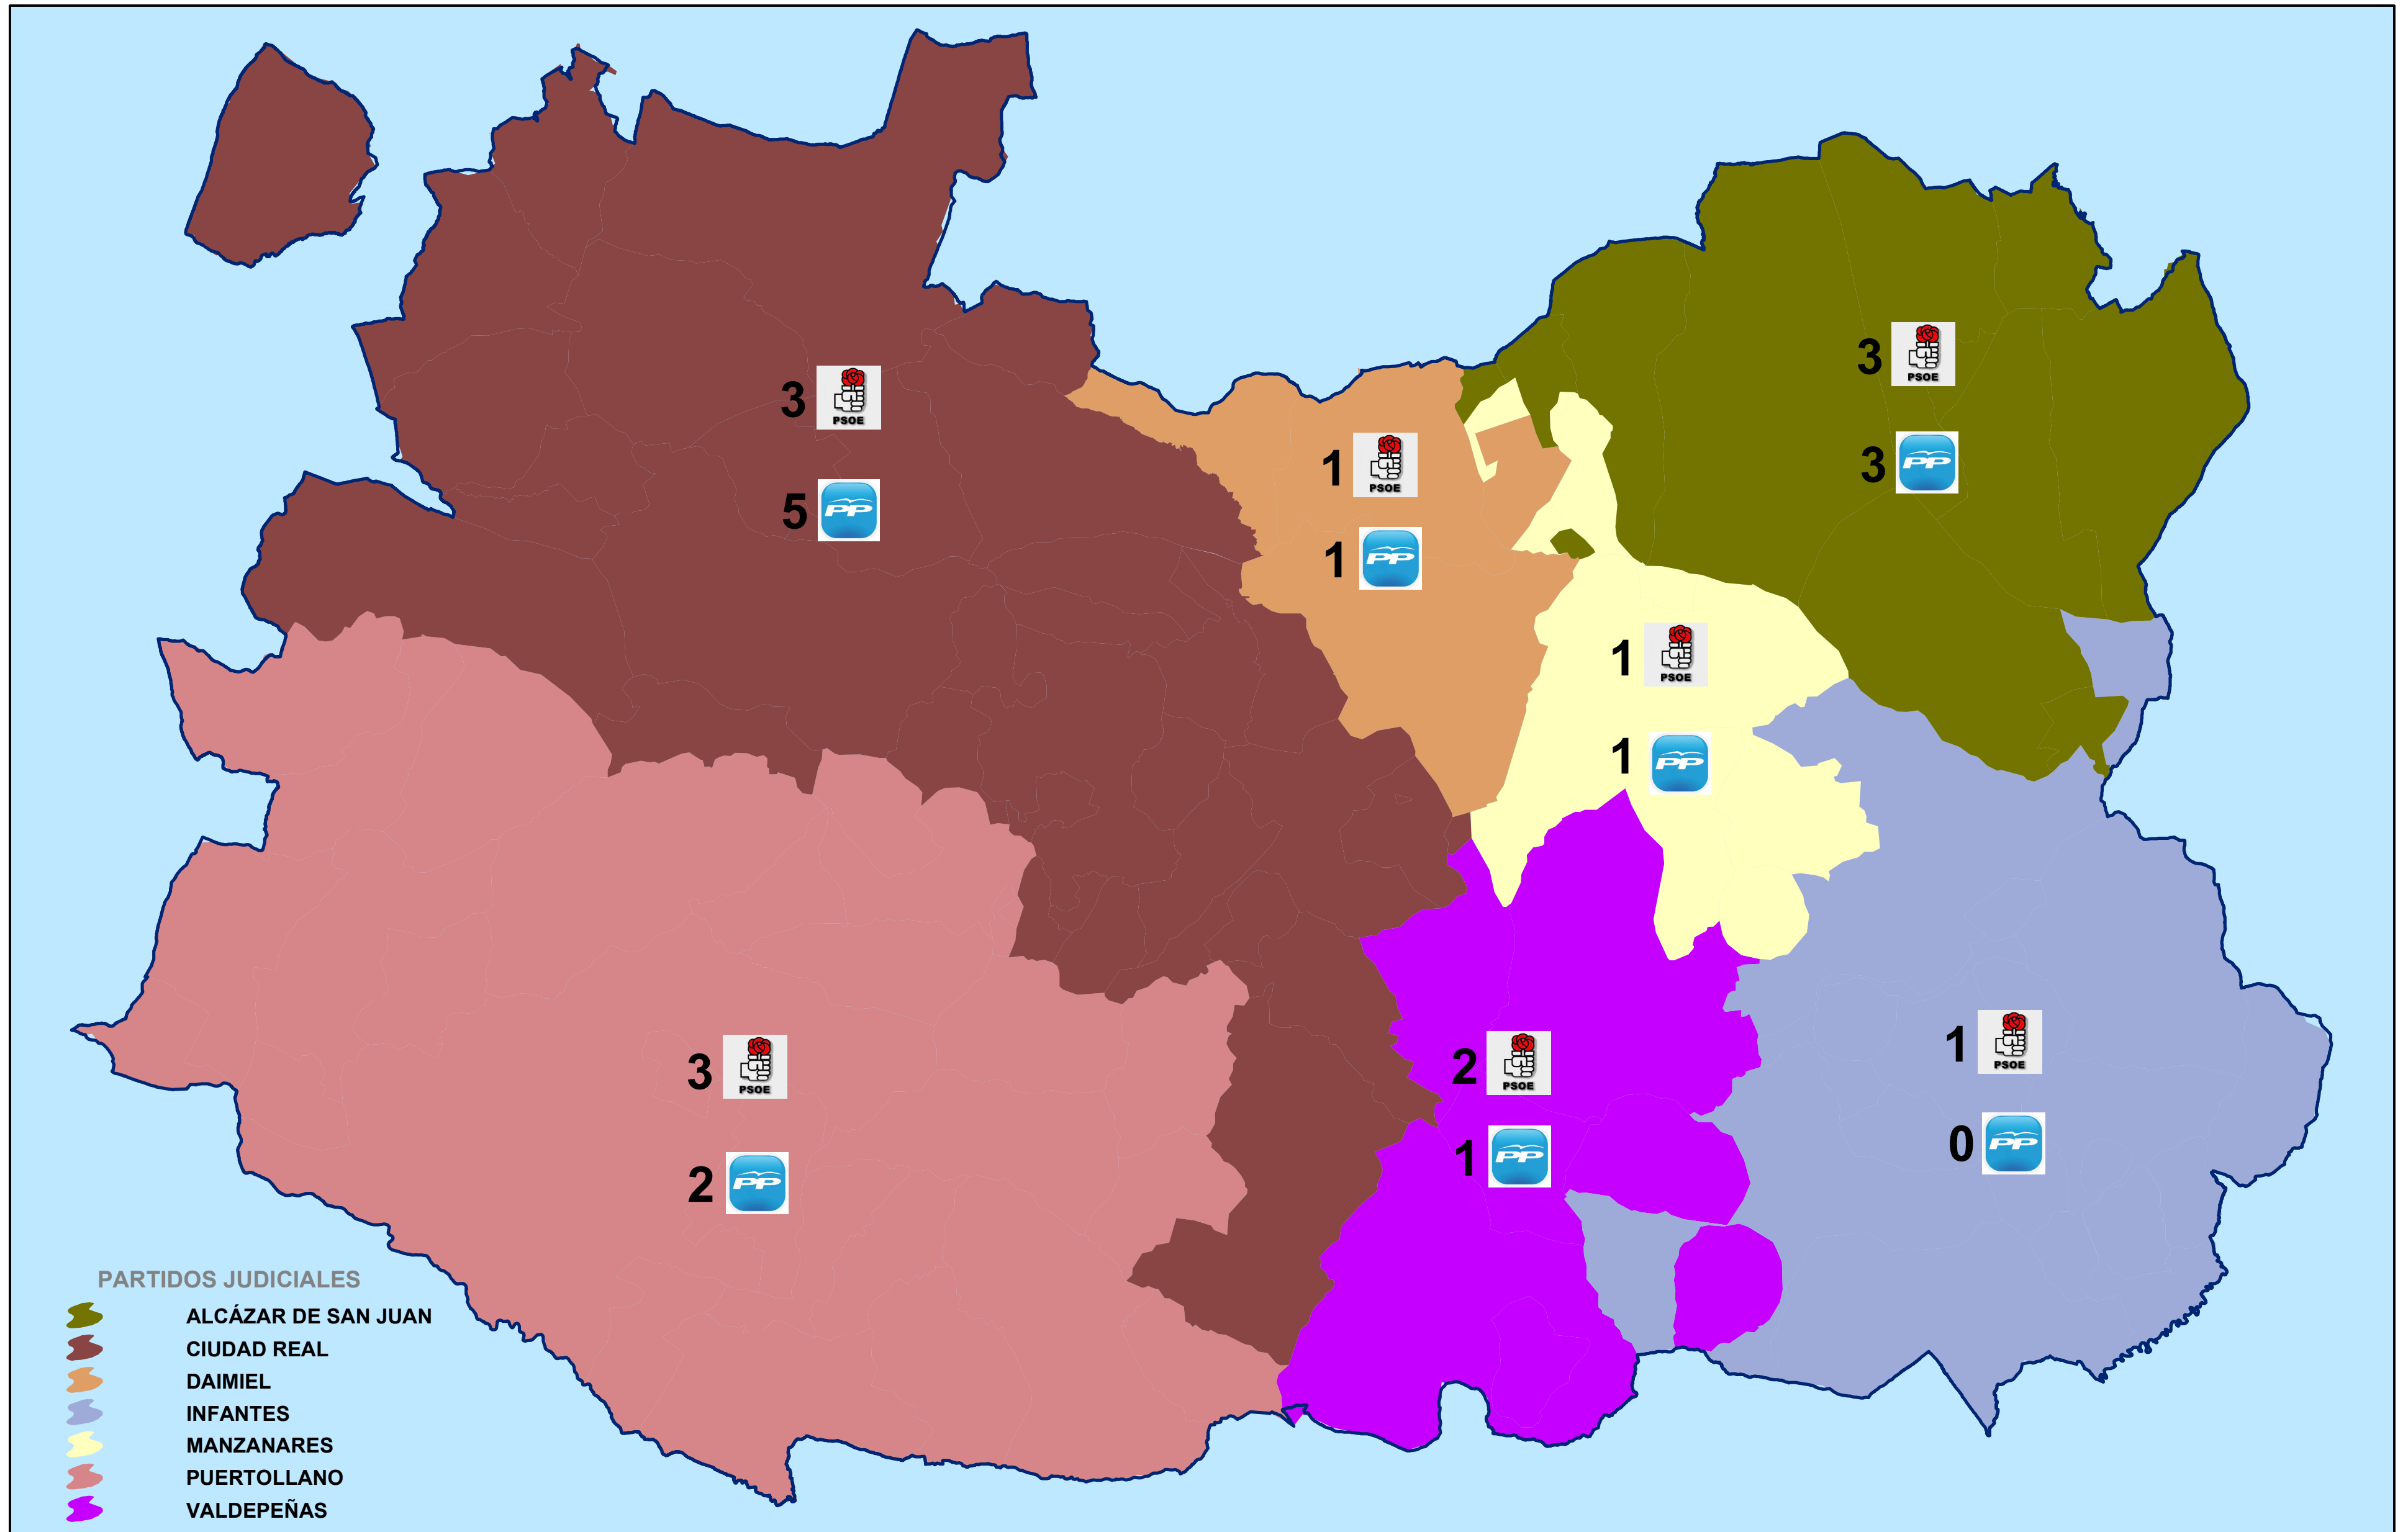 3 PSOE
3 PP
3 PSOE
5 PP
1 PSOE
1 PP
1 PSOE
1 PP
3 PSOE
2 PP
2 PSOE
1 PP
1 PSOE
0 PP
PARTIDOS JUDICIALES
ALCÁZAR DE SAN JUAN
CIUDAD REAL
DAIMIEL
INFANTES
MANZANARES
PUERTOLLANO
VALDEPEÑAS